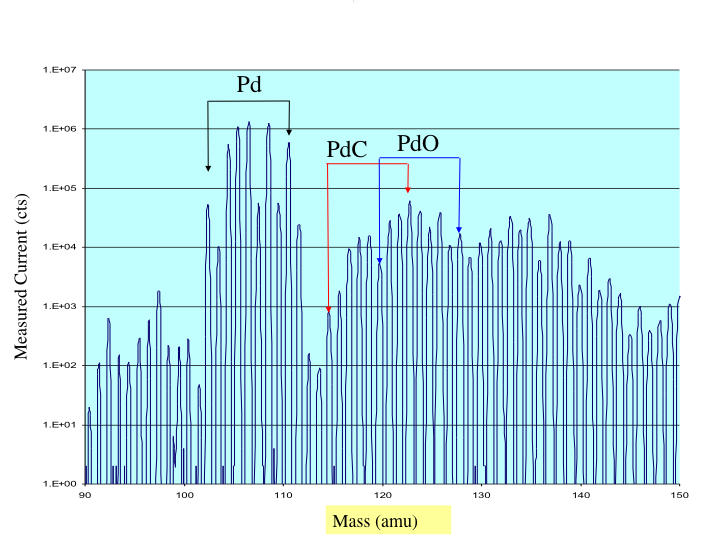 1.E+07
Pd
1.E+06
PdC
PdO
1.E+05
1.E+04
1.E+03
1.E+02
1.E+01
1.E+00
Measured Current (cts)
90 100 110 120 130 140 150
Mass (amu)